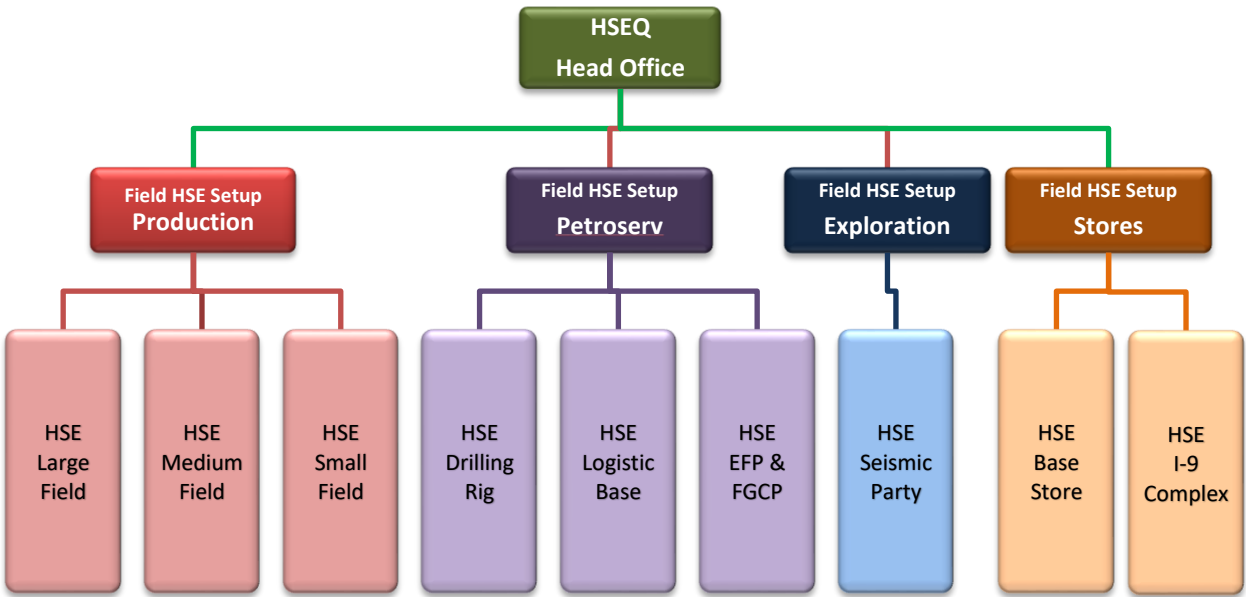 HSEQ
Head Office
Field HSE Setup
Production
Field HSE Setup
Petroserv
Field HSE Setup
Exploration
Field HSE Setup
Stores
HSE
Large
Field
HSE
Medium
Field
HSE
Small
Field
HSE
Drilling
Rig
HSE
Logistic
Base
HSE
EFP &
FGCP
HSE
Seismic
Party
HSE
Base
Store
HSE
I-9
Complex